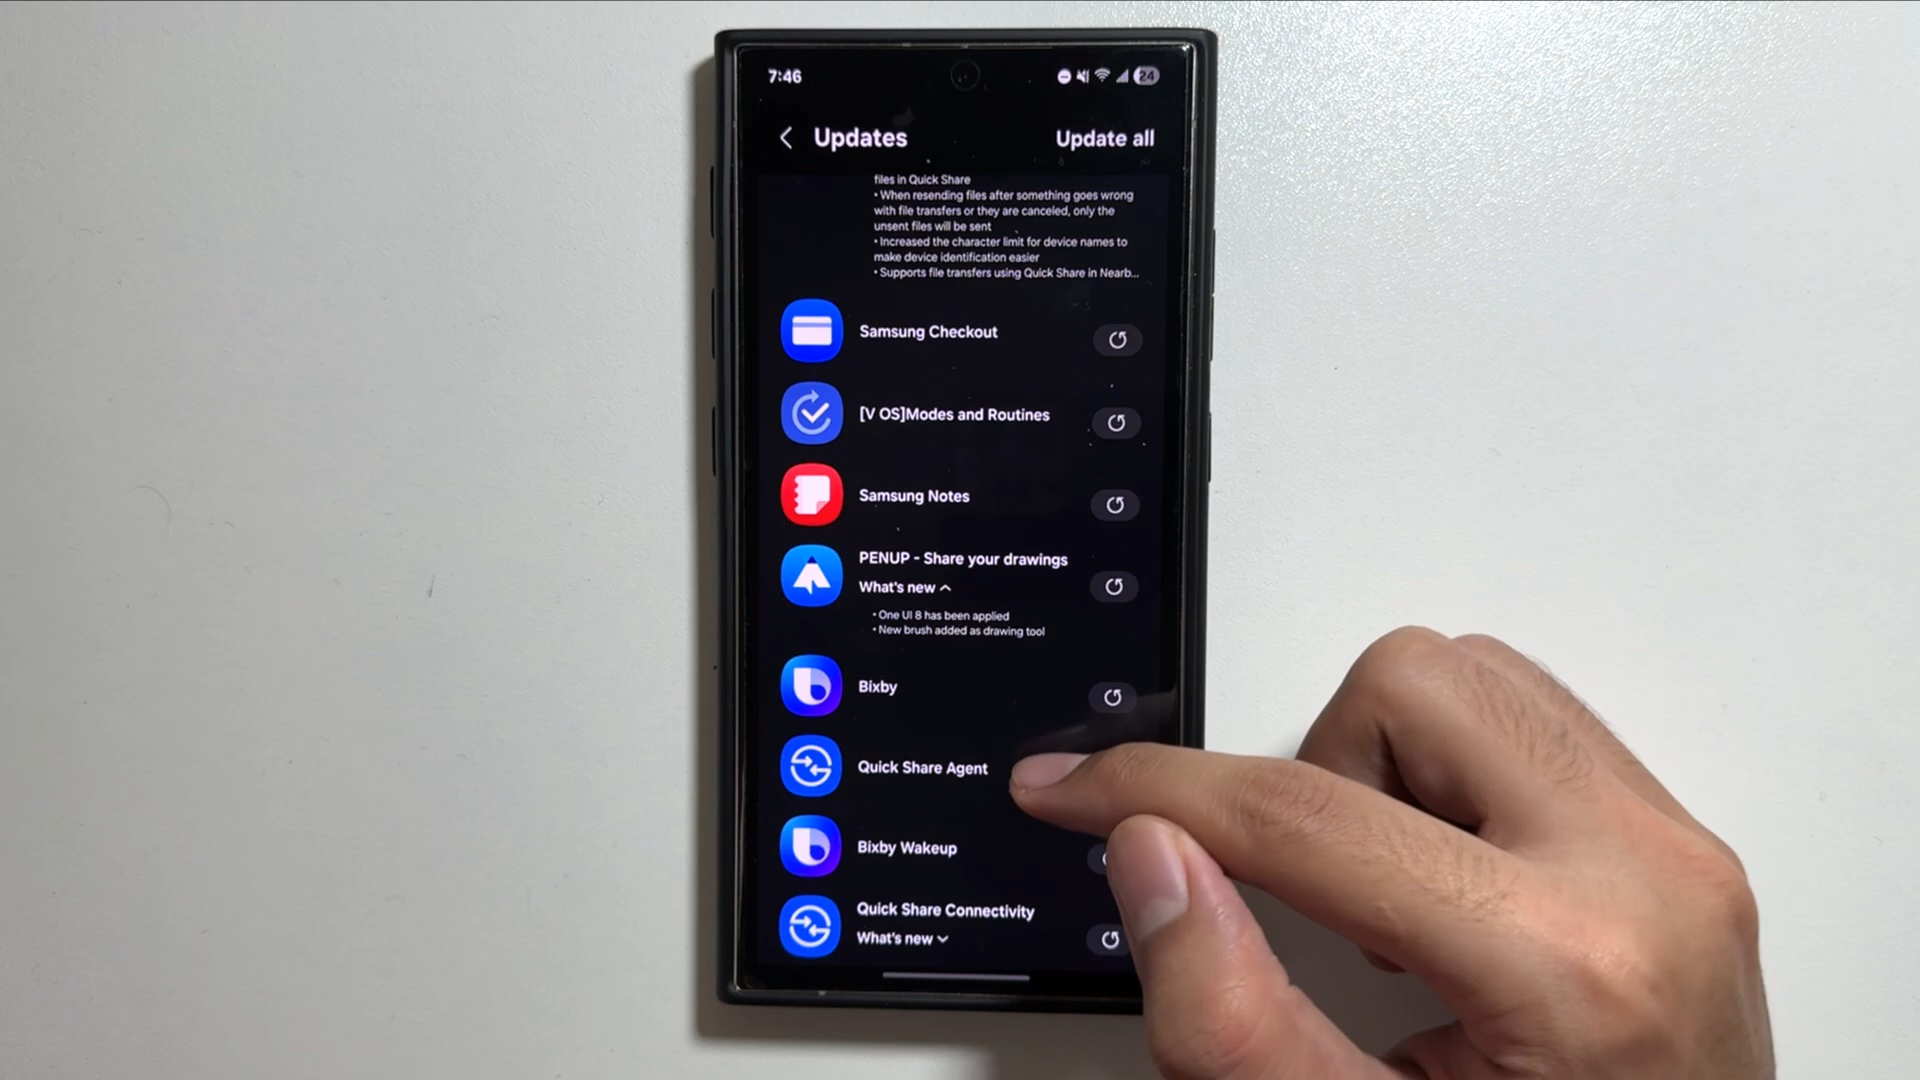 7:46
24
Updates
Update all
files in Quick Share
• When resending files after something goes wrong
with file transfers or they are canceled, only the
unsent files will be sent
• Increased the character limit for device names to
make device identification easier
• Supports file transfers using Quick Share in Nearb...
Samsung Checkout
[V OS]Modes and Routines
Samsung Notes
PENUP - Share your drawings
What's new
• One UI 8 has been applied
• New brush added as drawing tool
Bixby
Quick Share Agent
Bixby Wakeup
Quick Share Connectivity
What's new